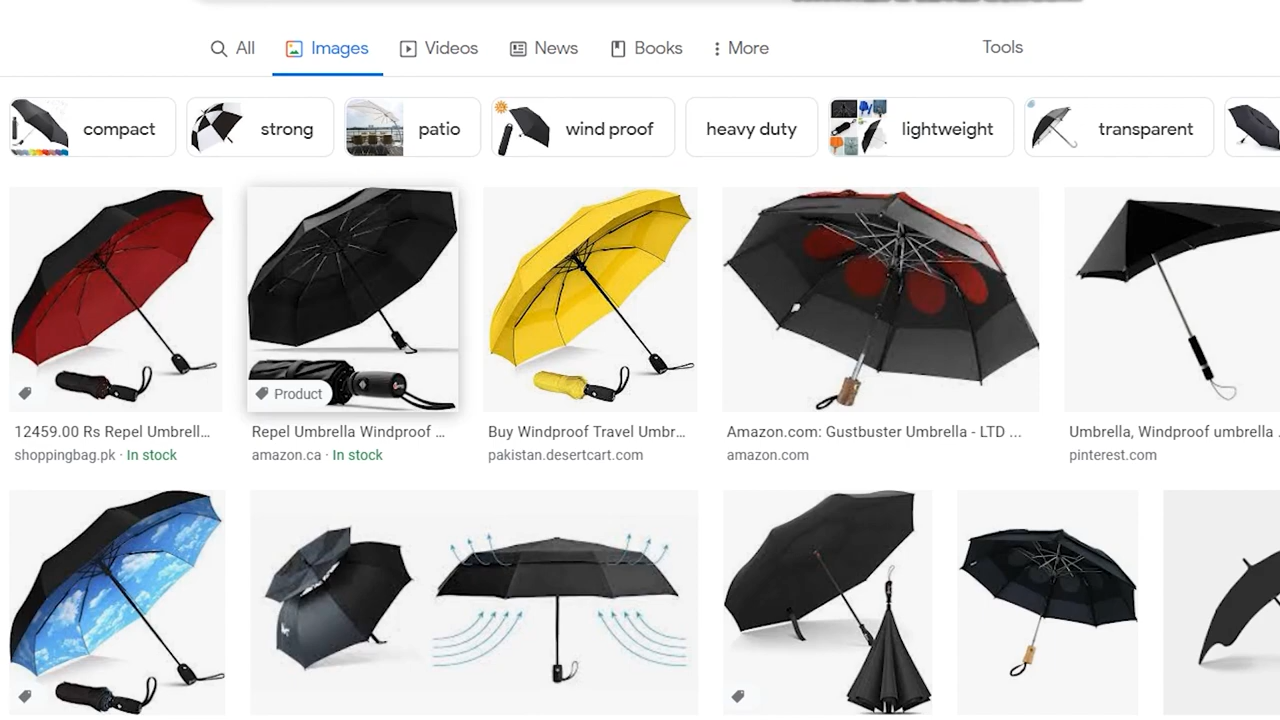 All Images Videos News Books More Tools
compact strong patio wind proof heavy duty lightweight transparent
Product
12459.00 Rs Repel Umbrell... Repel Umbrella Windproof ... Buy Windproof Travel Umbr... Amazon.com: Gustbuster Umbrella - LTD ... Umbrella, Windproof umbrella
shoppingbag.pk · In stock amazon.ca · In stock pakistan.desertcart.com amazon.com pinterest.com